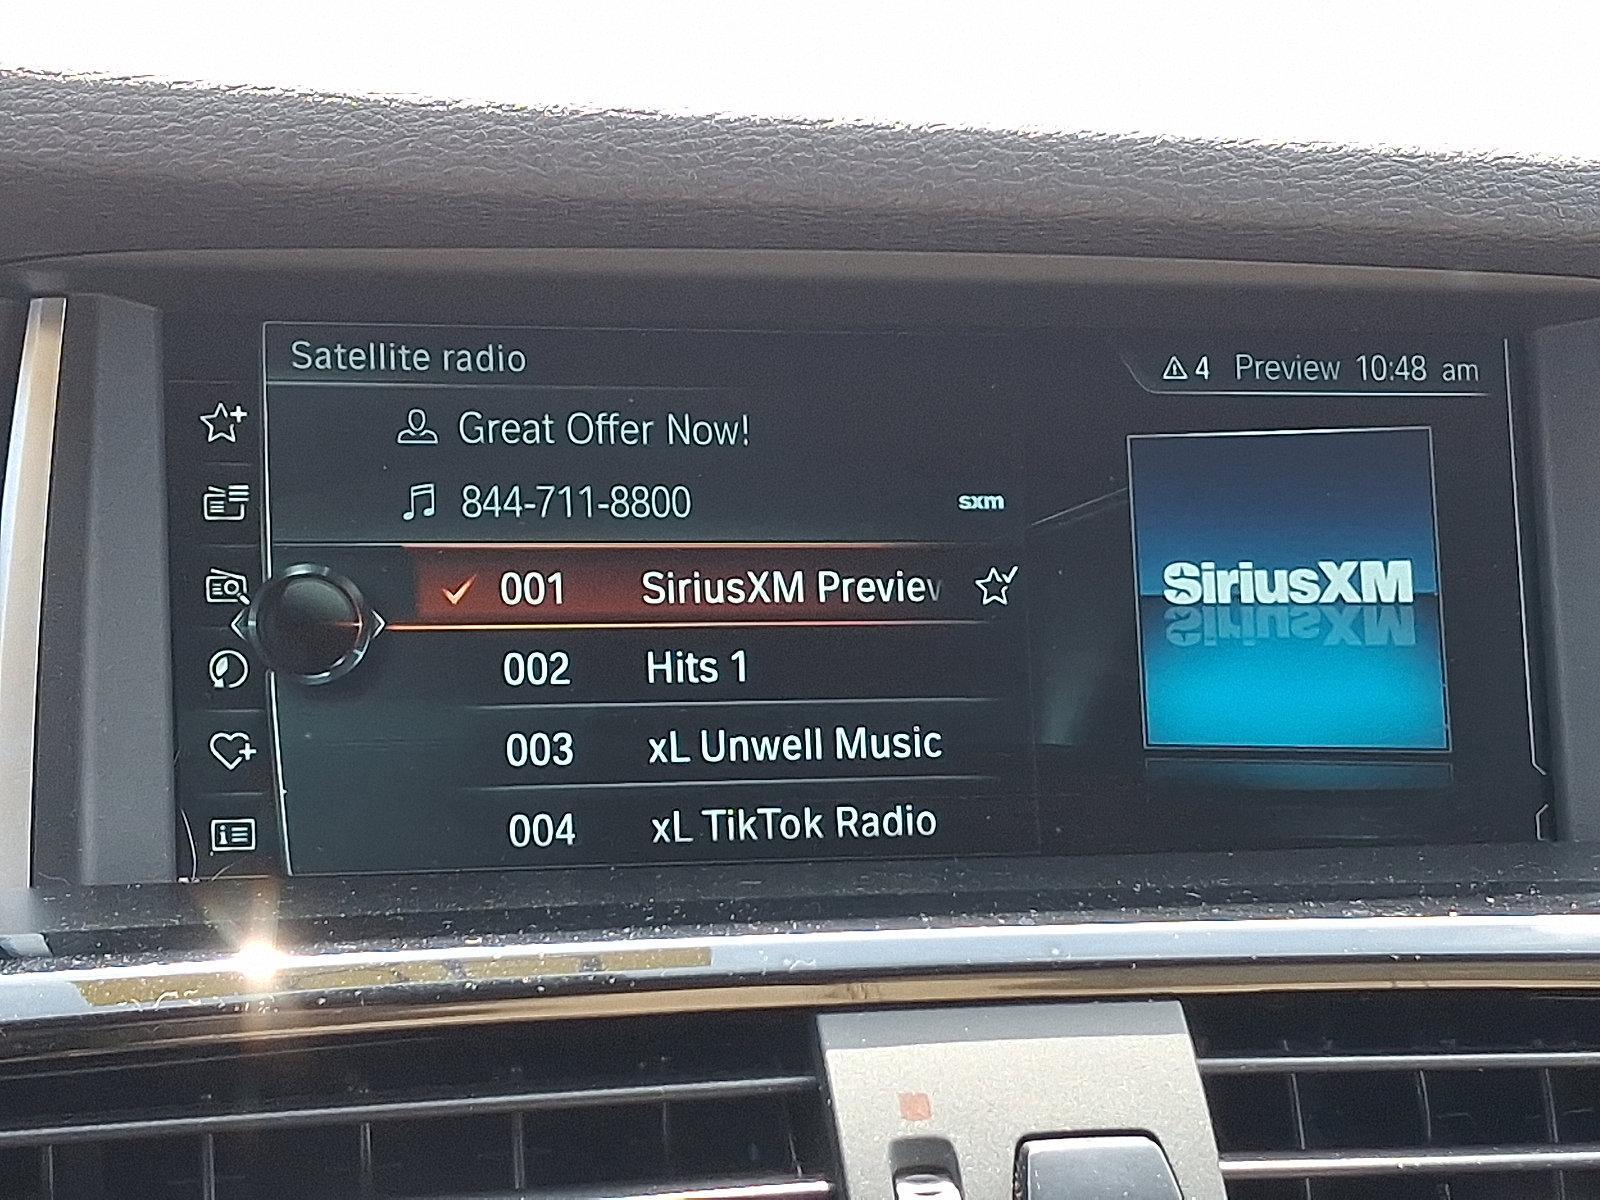 Satellite radio
4 Preview 10:48 am
Great Offer Now!
844-711-8800 sxm
001 SiriusXM Preview
002 Hits 1
003 xL Unwell Music
004 xL TikTok Radio
SiriusXM